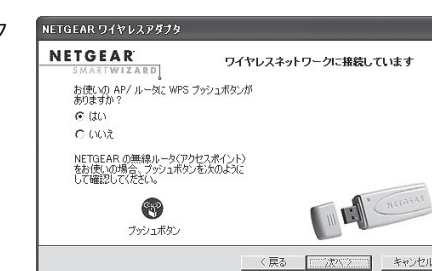 7
NETGEAR ワイヤレスアダプタ
NETGEAR
SMARTWIZARD
ワイヤレスネットワークに接続しています
お使いの AP/ ルータに WPS プッシュボタンが
ありますか?
はい
いいえ
NETGEAR の無線ルータ(アクセスポイント)
をお使いの場合、プッシュボタンを次のように
して確認してください。
プッシュボタン
NETGEAR
< 戻る
次へ >
キャンセル